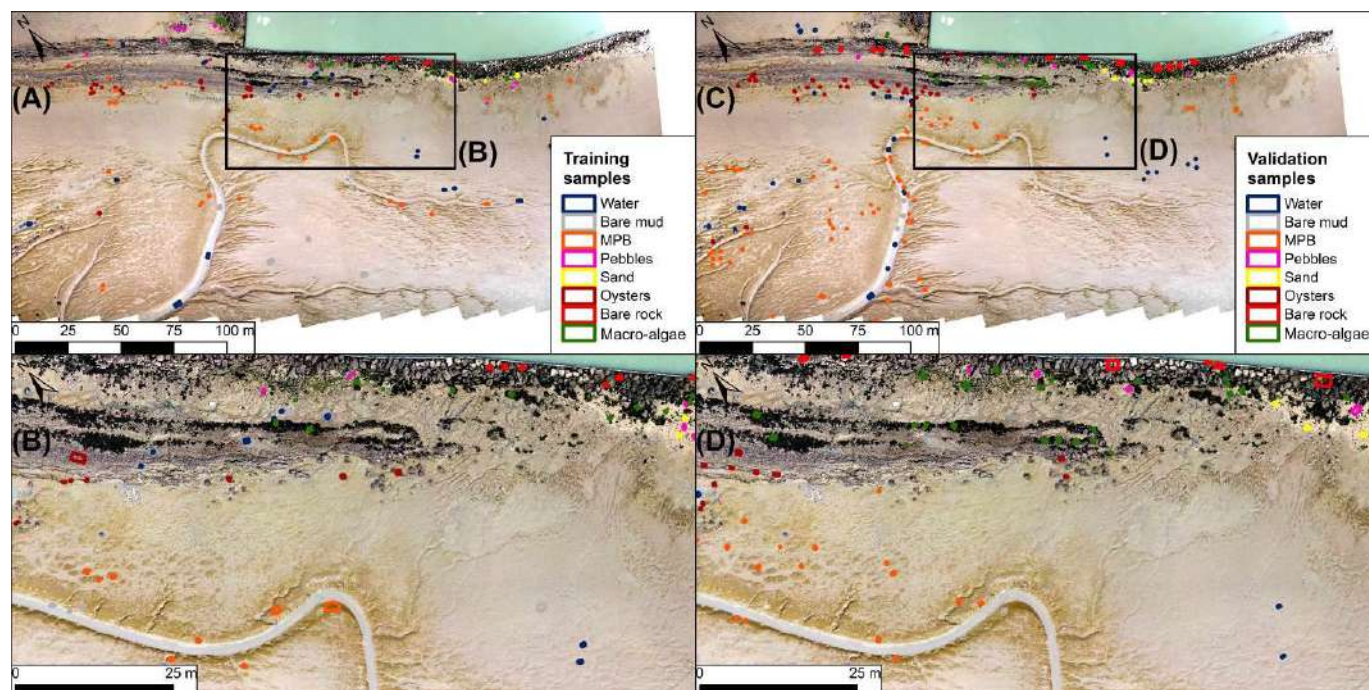 N
(A)
(B)
Training
samples
Water
Bare mud
MPB
Pebbles
Sand
Oysters
Bare rock
Macro-algae
0 25 50 75 100 m
N
(C)
(D)
Validation
samples
Water
Bare mud
MPB
Pebbles
Sand
Oysters
Bare rock
Macro-algae
0 25 50 75 100 m
N
(B)
0 25 m
N
(D)
0 25 m